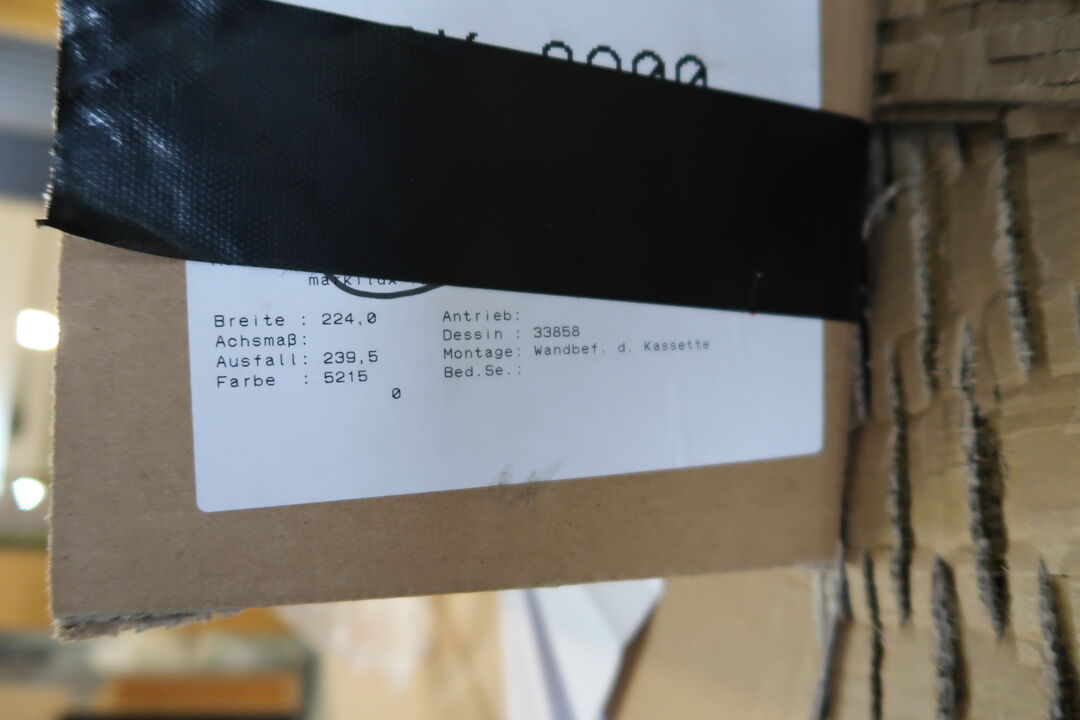 markilux
Breite : 224,0
Achsmaß:
Ausfall: 239,5
Farbe : 5215
0
Antrieb:
Dessin : 33858
Montage: Wandbef. d. Kassette
Bed.Se.: